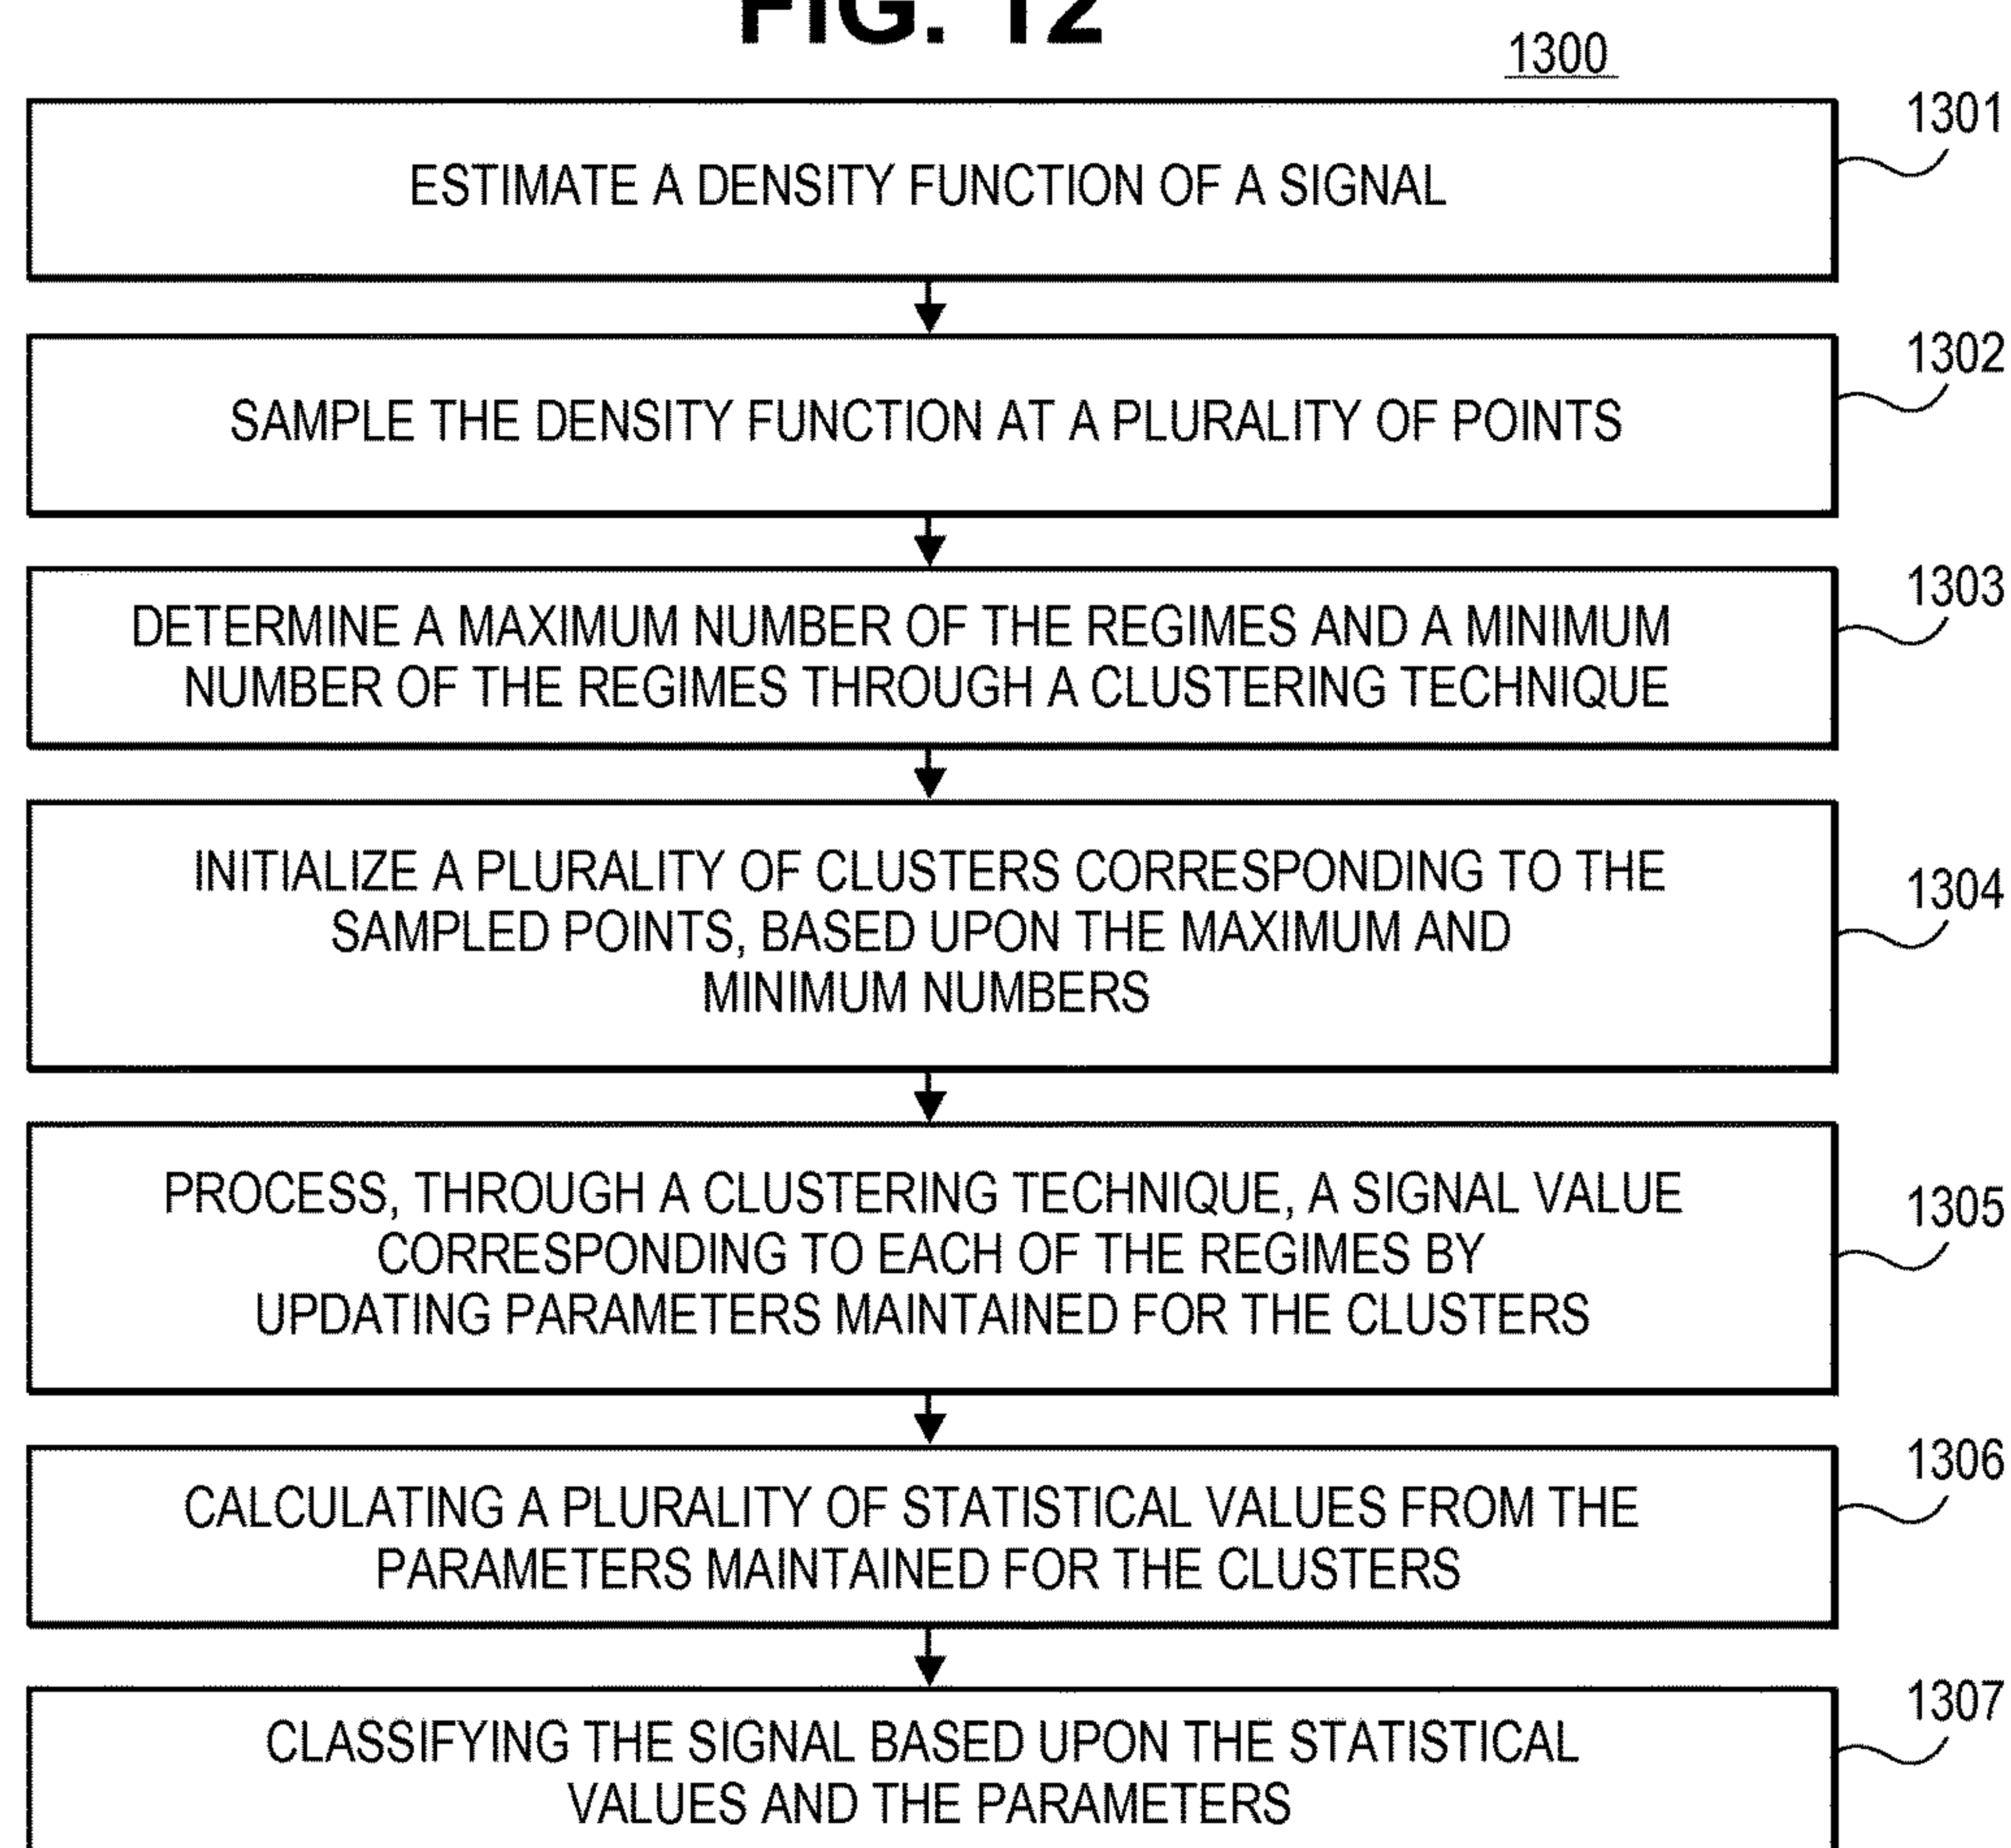 FIG. 12
1300
1301
ESTIMATE A DENSITY FUNCTION OF A SIGNAL
1302
SAMPLE THE DENSITY FUNCTION AT A PLURALITY OF POINTS
1303
DETERMINE A MAXIMUM NUMBER OF THE REGIMES AND A MINIMUM
NUMBER OF THE REGIMES THROUGH A CLUSTERING TECHNIQUE
1304
INITIALIZE A PLURALITY OF CLUSTERS CORRESPONDING TO THE
SAMPLED POINTS, BASED UPON THE MAXIMUM AND
MINIMUM NUMBERS
1305
PROCESS, THROUGH A CLUSTERING TECHNIQUE, A SIGNAL VALUE
CORRESPONDING TO EACH OF THE REGIMES BY
UPDATING PARAMETERS MAINTAINED FOR THE CLUSTERS
1306
CALCULATING A PLURALITY OF STATISTICAL VALUES FROM THE
PARAMETERS MAINTAINED FOR THE CLUSTERS
1307
CLASSIFYING THE SIGNAL BASED UPON THE STATISTICAL
VALUES AND THE PARAMETERS